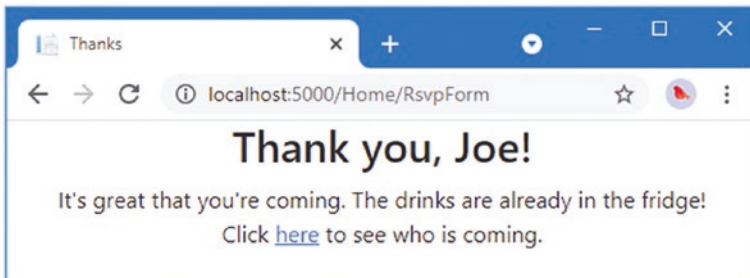 Thanks
localhost:5000/Home/RsvpForm
Thank you, Joe!
It's great that you're coming. The drinks are already in the fridge!
Click here to see who is coming.